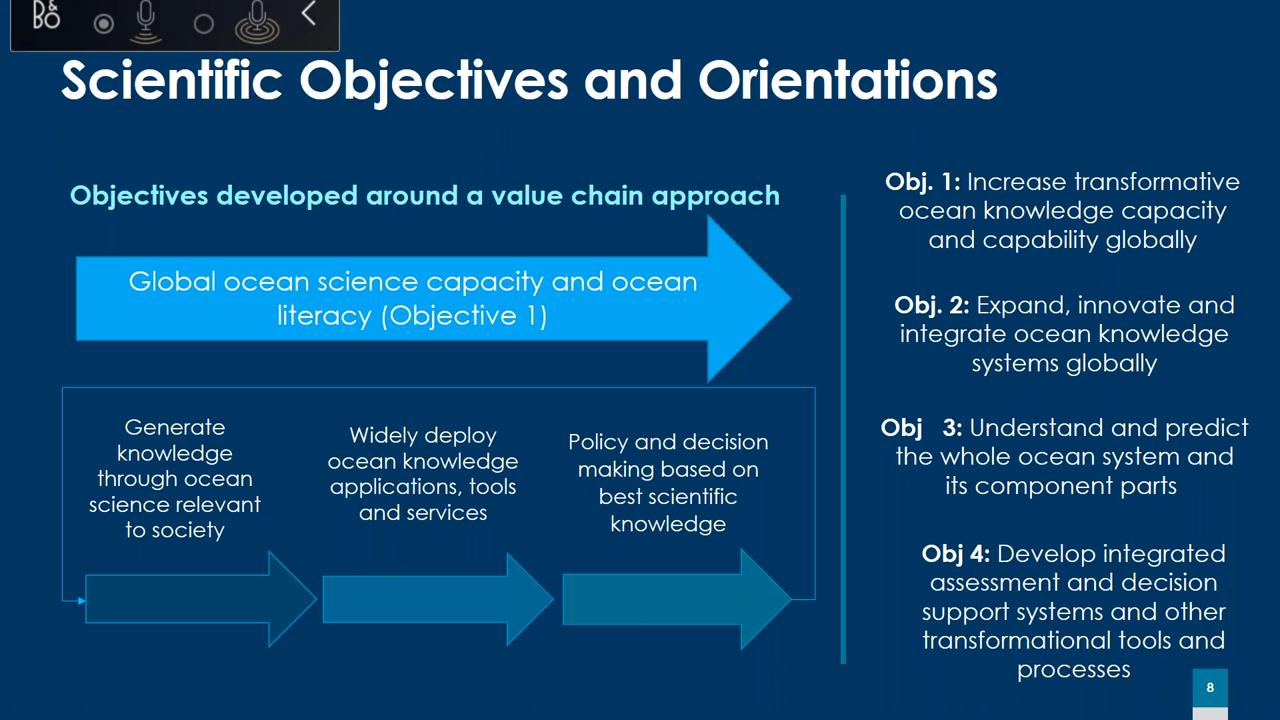 B&O
Scientific Objectives and Orientations
Objectives developed around a value chain approach
Global ocean science capacity and ocean
literacy (Objective 1)
Generate
knowledge
through ocean
science relevant
to society
Widely deploy
ocean knowledge
applications, tools
and services
Policy and decision
making based on
best scientific
knowledge
Obj. 1: Increase transformative
ocean knowledge capacity
and capability globally
Obj. 2: Expand, innovate and
integrate ocean knowledge
systems globally
Obj 3: Understand and predict
the whole ocean system and
its component parts
Obj 4: Develop integrated
assessment and decision
support systems and other
transformational tools and
processes
8